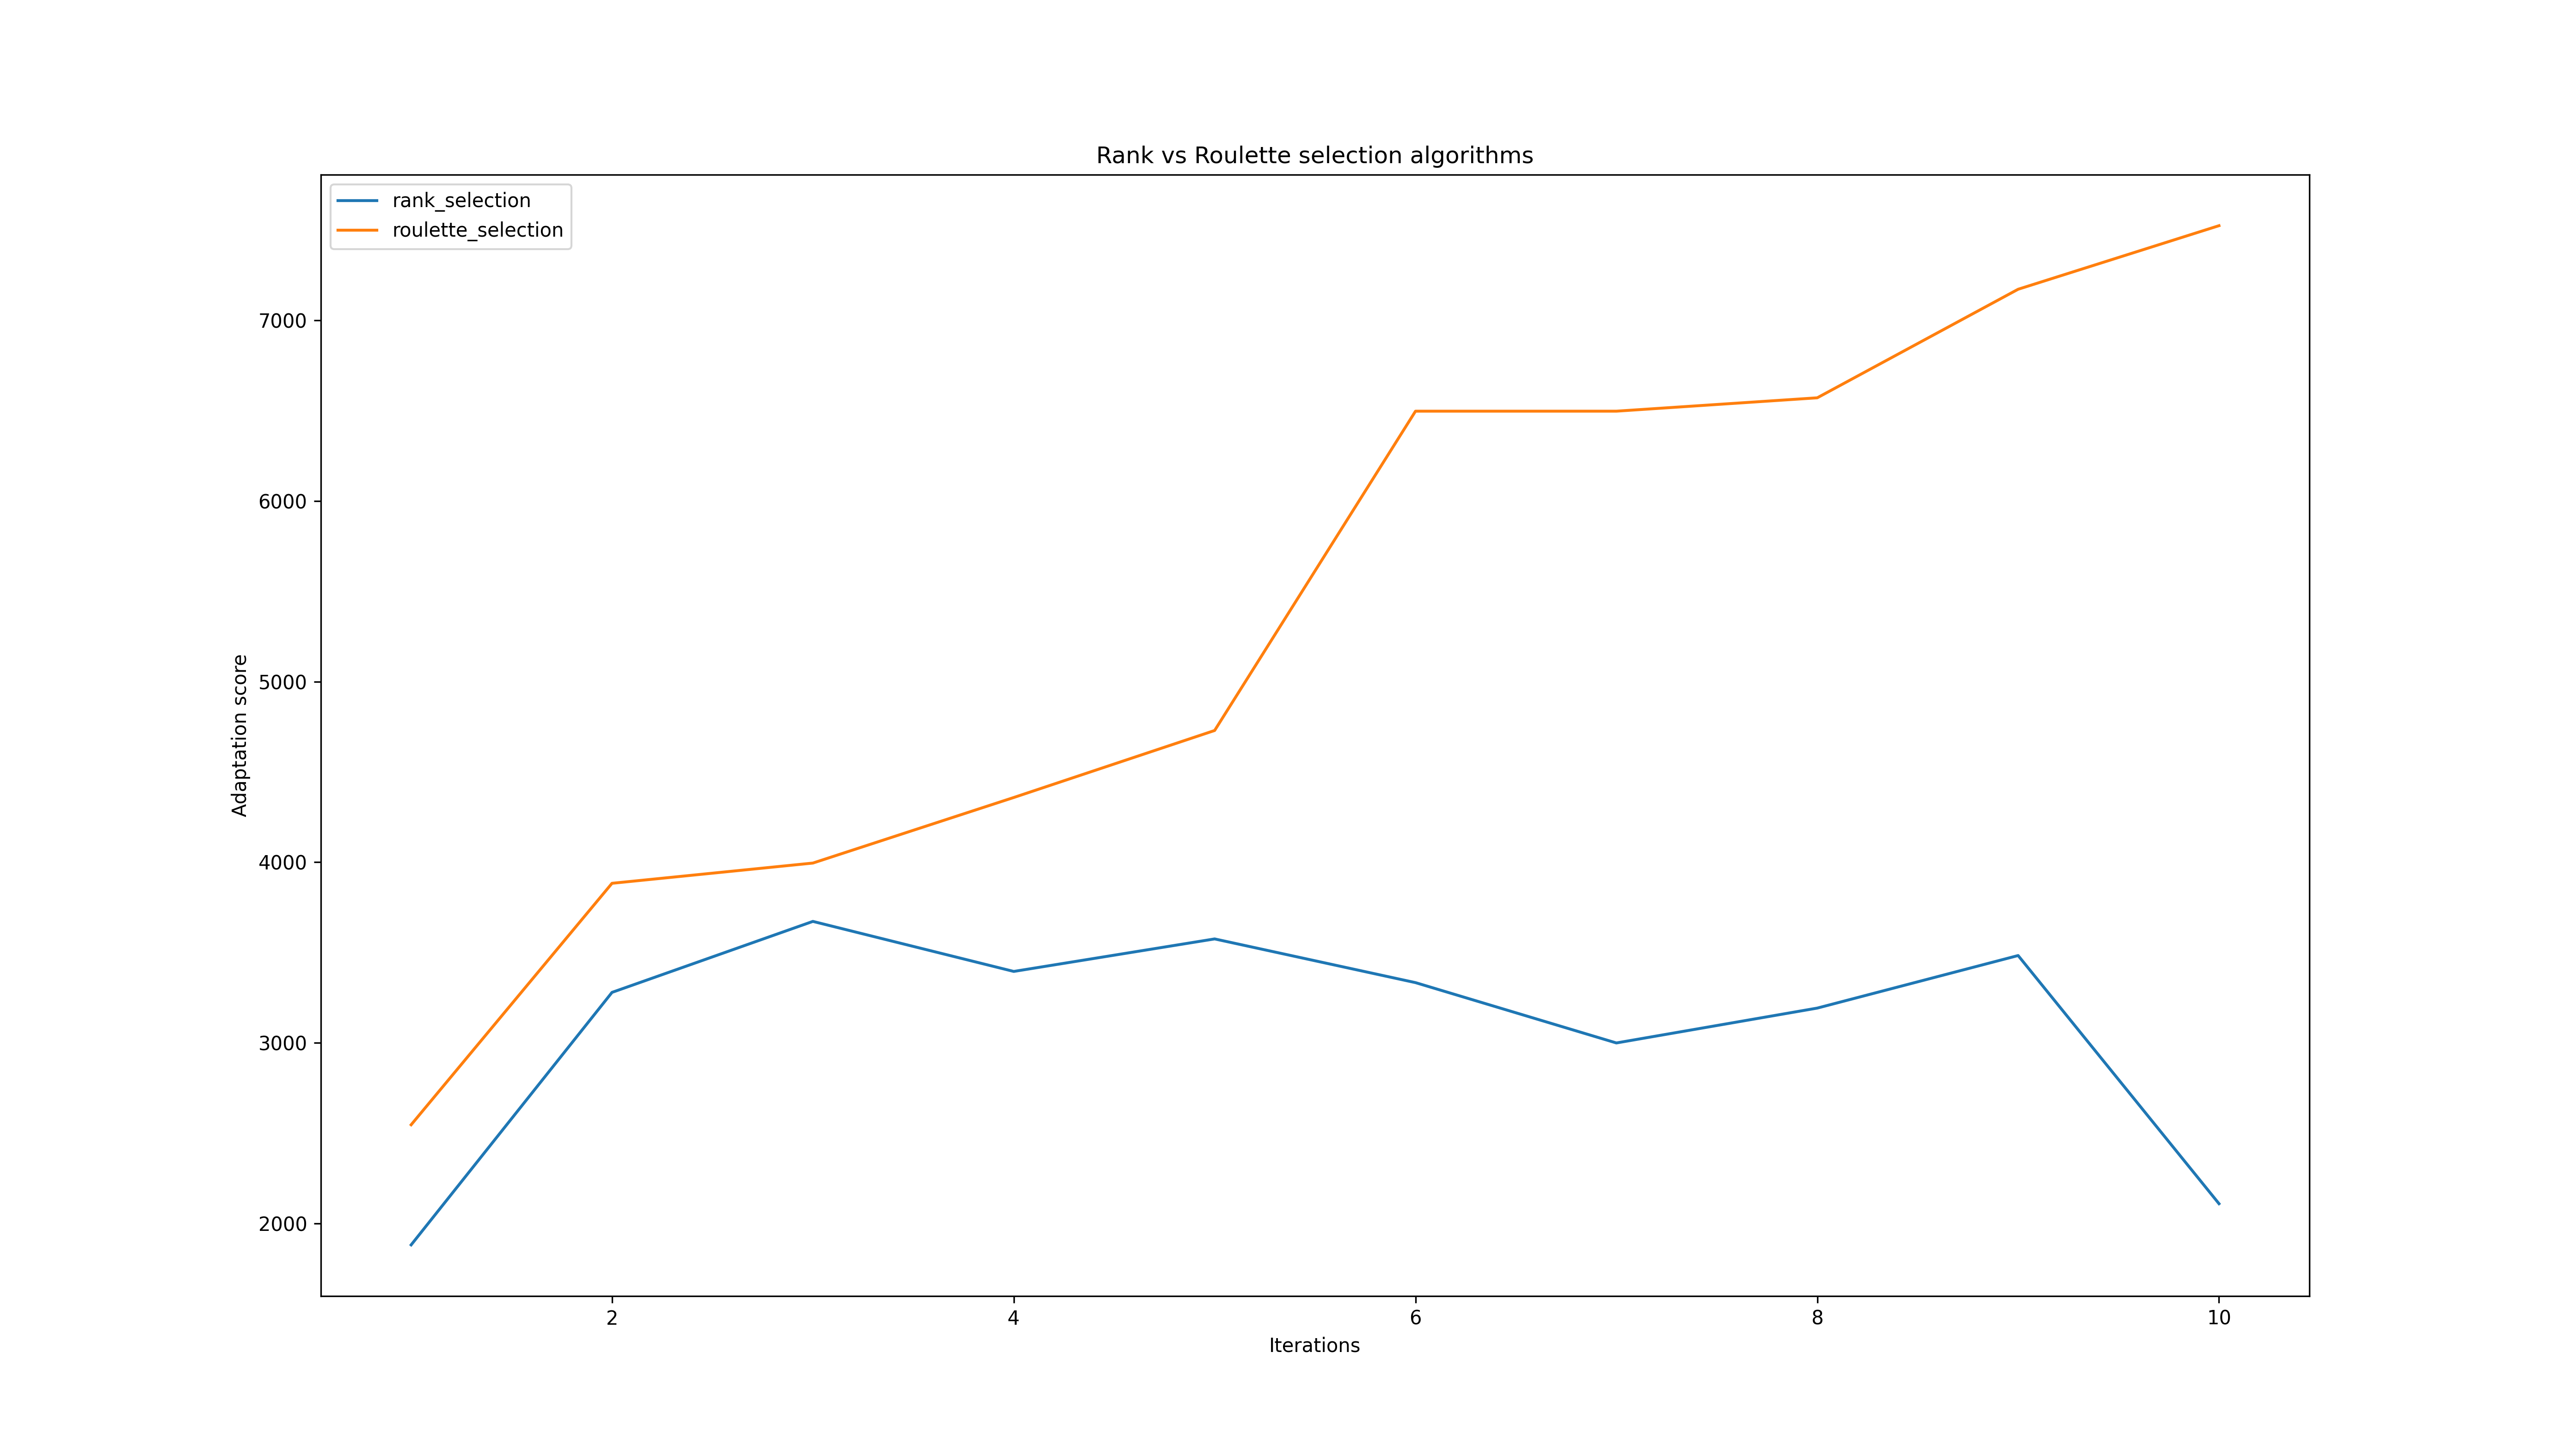 Rank vs Roulette selection algorithms
rank_selection
roulette_selection
7000
6000
5000
4000
3000
2000
Adaptation score
2 4 6 8 10
Iterations